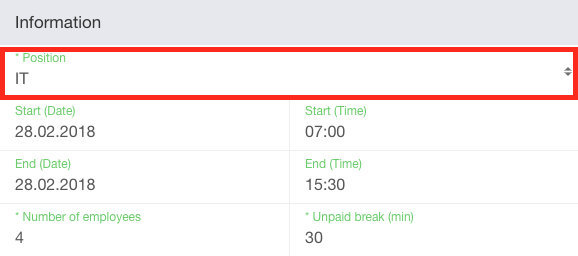 Information
* Position
IT
Start (Date)
Start (Time)
28.02.2018
07:00
End (Date)
End (Time)
28.02.2018
15:30
* Number of employees
* Unpaid break (min)
4
30